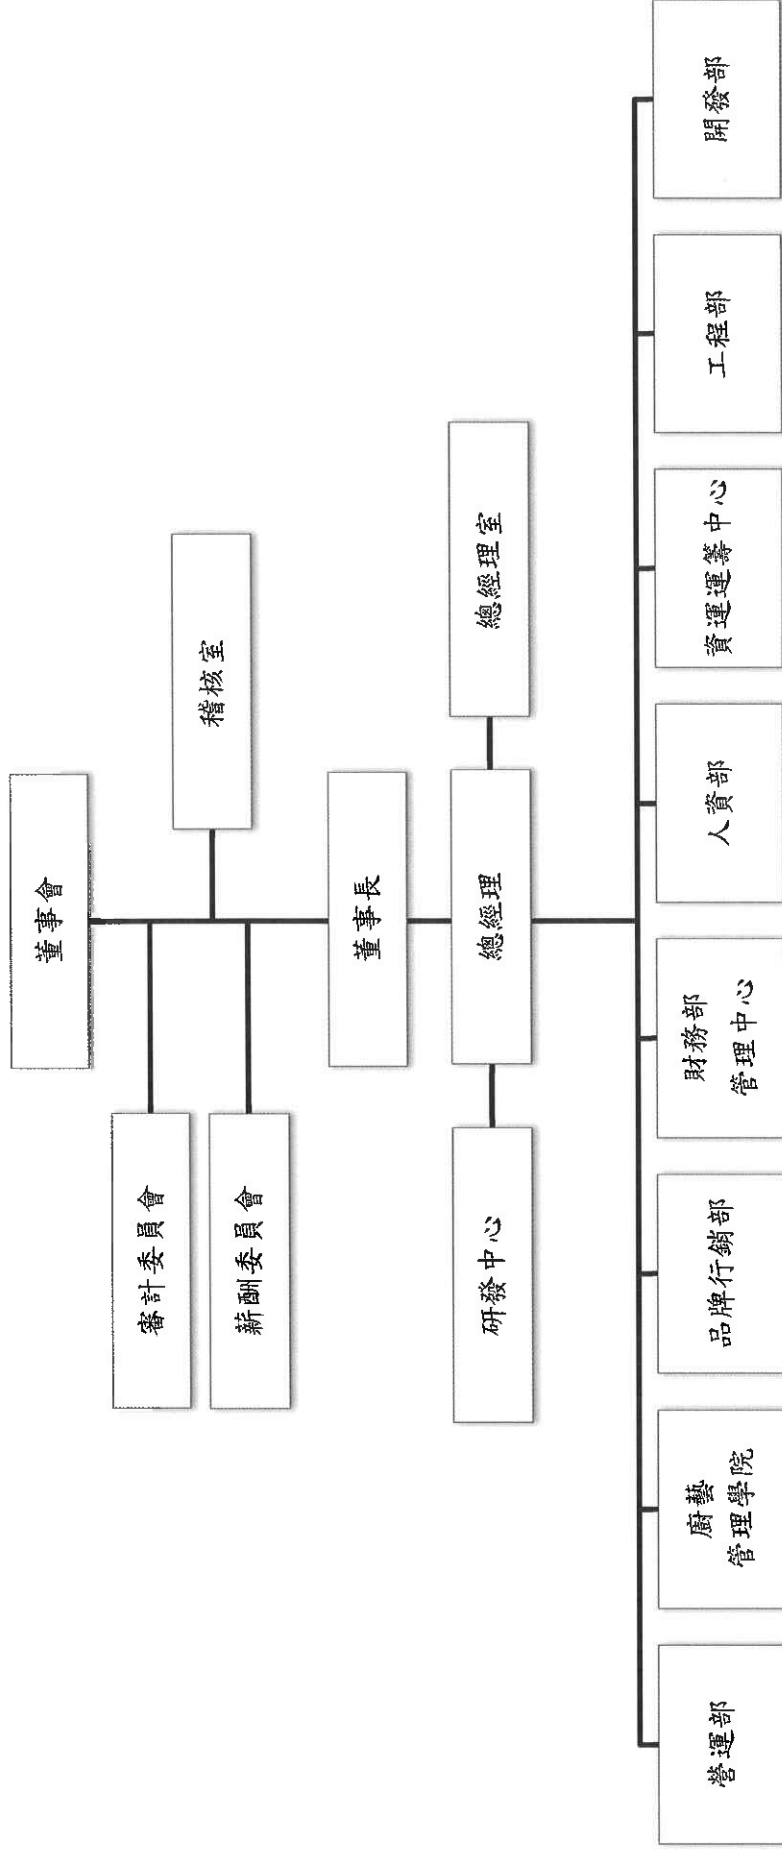 董事會
稽核室
審計委員會
薪酬委員會
董事長
研發中心
總經理
總經理室
營運部
廚藝
管理學院
品牌行銷部
財務部
管理中心
人資部
資運運籌中心
工程部
開發部